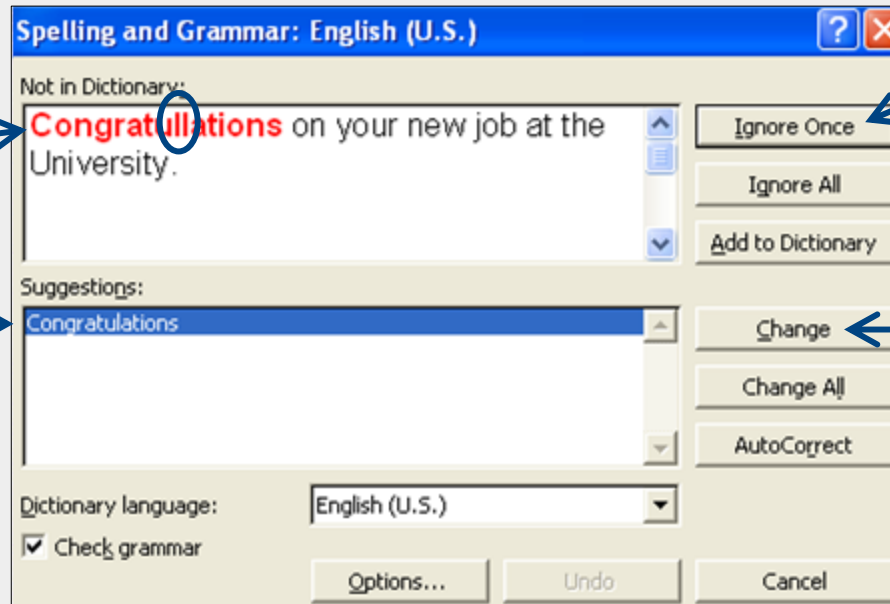 Spelling and Grammar: English (U.S.)
Not in Dictionary:
Congratullations on your new job at the
University.
Ignore Once
Ignore All
Add to Dictionary
Suggestions:
Congratulations
Change
Change All
AutoCorrect
Dictionary language:
English (U.S.)
Check grammar
Options...
Undo
Cancel